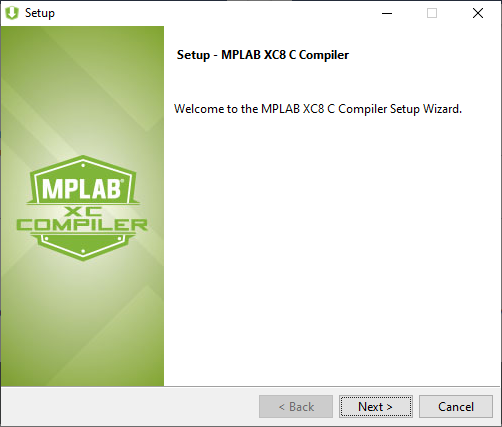 Setup
Setup - MPLAB XC8 C Compiler
Welcome to the MPLAB XC8 C Compiler Setup Wizard.
MPLAB®
XC
COMPILER
< Back
Next >
Cancel